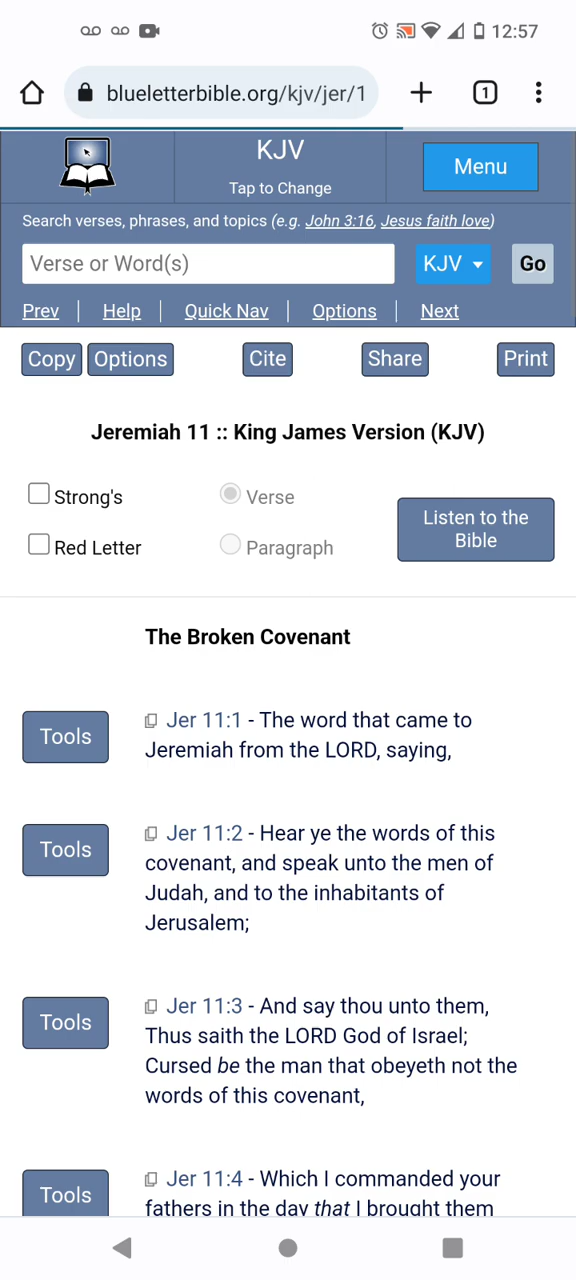 12:57
blueletterbible.org/kjv/jer/1
1
KJV
Tap to Change
Menu
Search verses, phrases, and topics (e.g. John 3:16, Jesus faith love)
Verse or Word(s)
KJV
Go
Prev | Help | Quick Nav | Options | Next
Copy Options Cite Share Print
Jeremiah 11 :: King James Version (KJV)
Strong's
Verse
Red Letter
Paragraph
Listen to the
Bible
The Broken Covenant
Tools
Jer 11:1 - The word that came to
Jeremiah from the LORD, saying,
Tools
Jer 11:2 - Hear ye the words of this
covenant, and speak unto the men of
Judah, and to the inhabitants of
Jerusalem;
Tools
Jer 11:3 - And say thou unto them,
Thus saith the LORD God of Israel;
Cursed be the man that obeyeth not the
words of this covenant,
Tools
Jer 11:4 - Which I commanded your
fathers in the day that I brought them